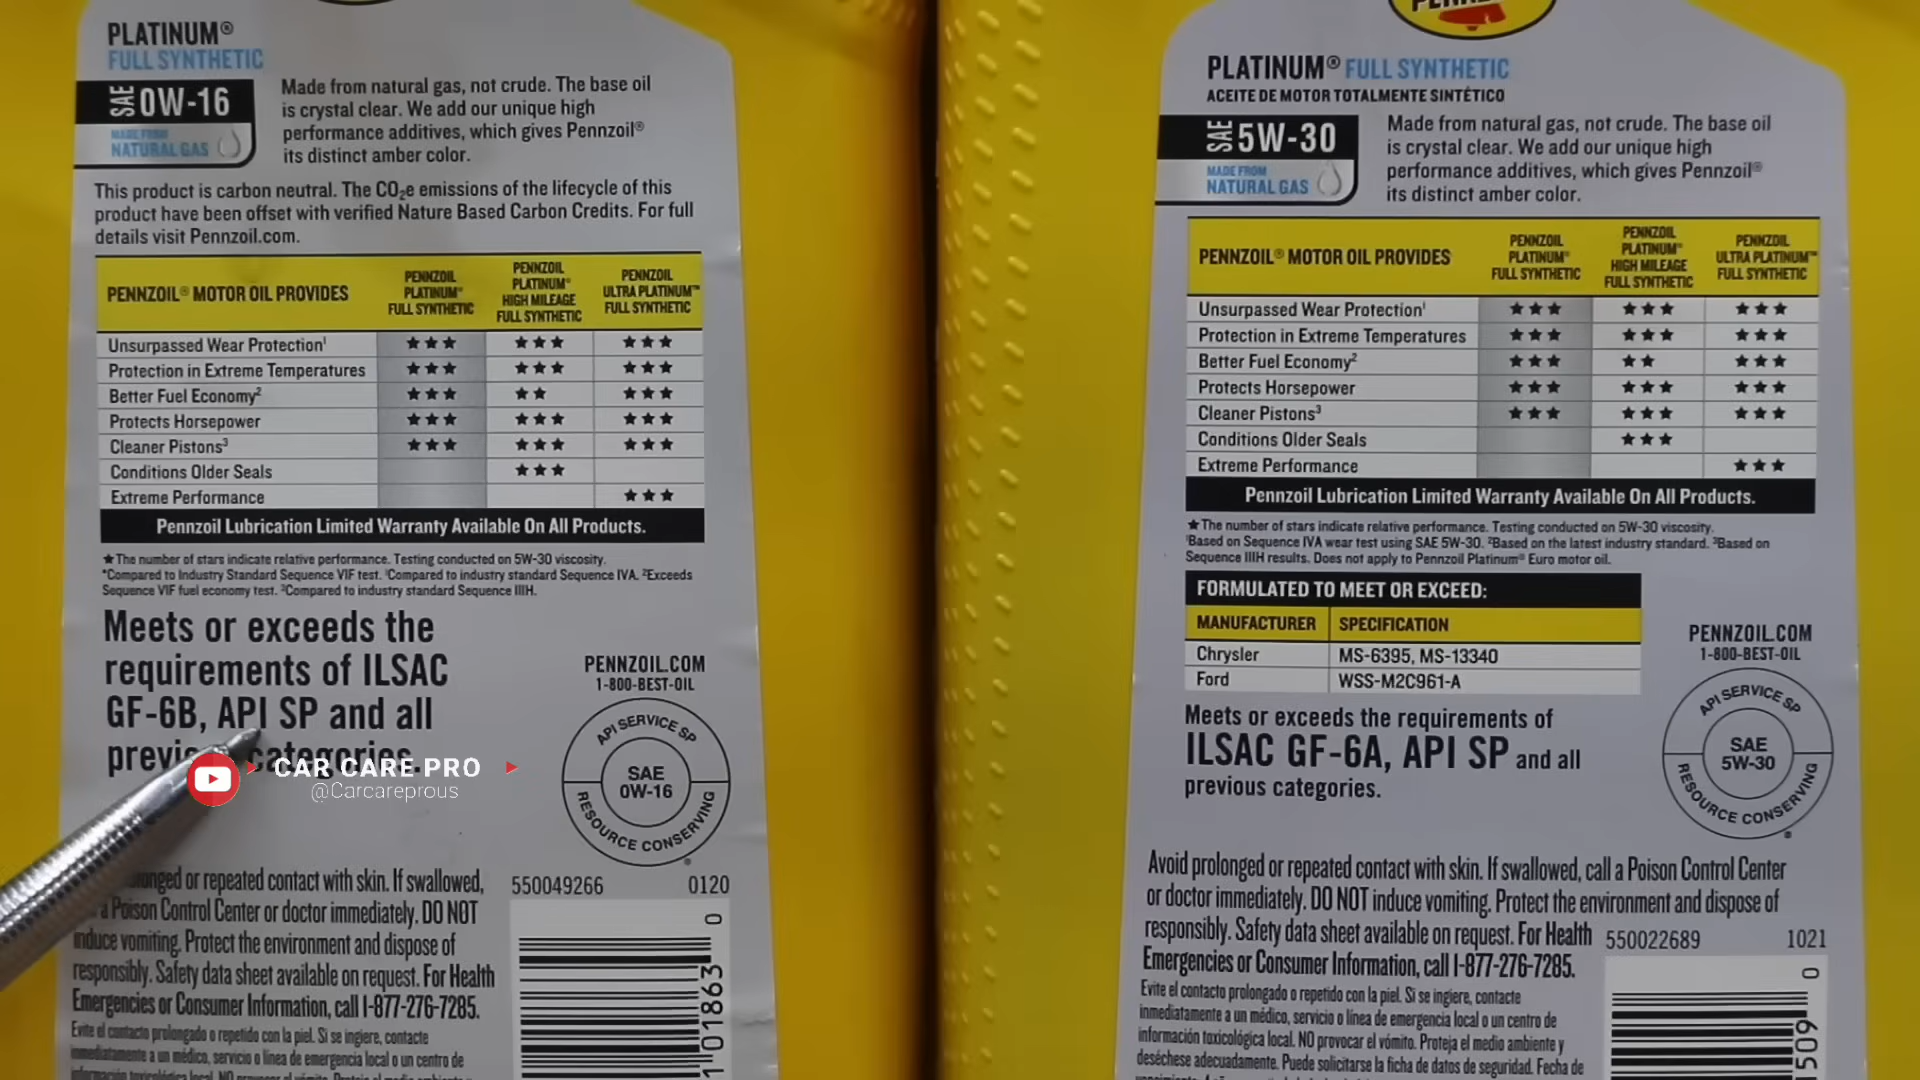 PLATINUM®
FULL SYNTHETIC
SAE 0W-16
MADE FROM
NATURAL GAS
Made from natural gas, not crude. The base oil
is crystal clear. We add our unique high
performance additives, which gives Pennzoil®
its distinct amber color.
This product is carbon neutral. The CO₂e emissions of the lifecycle of this
product have been offset with verified Nature Based Carbon Credits. For full
details visit Pennzoil.com.
PENNZOIL® MOTOR OIL PROVIDES
PENNZOIL
PLATINUM®
FULL SYNTHETIC
PENNZOIL
PLATINUM®
HIGH MILEAGE
FULL SYNTHETIC
PENNZOIL
ULTRA PLATINUM™
FULL SYNTHETIC
Unsurpassed Wear Protection¹ ★★★ ★★★ ★★★
Protection in Extreme Temperatures ★★★ ★★★ ★★★
Better Fuel Economy² ★★★ ★★ ★★★
Protects Horsepower ★★★ ★★★ ★★★
Cleaner Pistons³ ★★★ ★★★ ★★★
Conditions Older Seals ★★★
Extreme Performance ★★★
Pennzoil Lubrication Limited Warranty Available On All Products.
★The number of stars indicate relative performance. Testing conducted on 5W-30 viscosity.
*Compared to Industry Standard Sequence VIF test. ¹Compared to industry standard Sequence IVA. ²Exceeds
Sequence VIF fuel economy test. ³Compared to industry standard Sequence IIIH.
Meets or exceeds the
requirements of ILSAC
GF-6B, API SP and all
categories.
PENNZOIL.COM
1-800-BEST-OIL
API SERVICE SP
SAE
0W-16
RESOURCE CONSERVING
®
CAR CARE PRO
@Carcareprous
or repeated contact with skin. If swallowed,
a Poison Control Center or doctor immediately. DO NOT
induce vomiting. Protect the environment and dispose of
responsibly. Safety data sheet available on request. For Health
Emergencies or Consumer Information, call 1-877-276-7285.
Evite el contacto prolongado o repetido con la piel. Si se ingiere, contacte
inmediatamente a un médico, servicio o línea de emergencia local o un centro de
550049266 0120
0
101863
PLATINUM® FULL SYNTHETIC
ACEITE DE MOTOR TOTALMENTE SINTÉTICO
SAE 5W-30
MADE FROM
NATURAL GAS
Made from natural gas, not crude. The base oil
is crystal clear. We add our unique high
performance additives, which gives Pennzoil®
its distinct amber color.
PENNZOIL® MOTOR OIL PROVIDES
PENNZOIL
PLATINUM®
FULL SYNTHETIC
PENNZOIL
PLATINUM®
HIGH MILEAGE
FULL SYNTHETIC
PENNZOIL
ULTRA PLATINUM™
FULL SYNTHETIC
Unsurpassed Wear Protection¹ ★★★ ★★★ ★★★
Protection in Extreme Temperatures ★★★ ★★★ ★★★
Better Fuel Economy² ★★★ ★★ ★★★
Protects Horsepower ★★★ ★★★ ★★★
Cleaner Pistons³ ★★★ ★★★ ★★★
Conditions Older Seals ★★★
Extreme Performance ★★★
Pennzoil Lubrication Limited Warranty Available On All Products.
★The number of stars indicate relative performance. Testing conducted on 5W-30 viscosity.
¹Based on Sequence IVA wear test using SAE 5W-30. ²Based on the latest industry standard. ³Based on
Sequence IIIH results. Does not apply to Pennzoil Platinum® Euro motor oil.
FORMULATED TO MEET OR EXCEED:
MANUFACTURER SPECIFICATION
Chrysler MS-6395, MS-13340
Ford WSS-M2C961-A
Meets or exceeds the requirements of
ILSAC GF-6A, API SP and all
previous categories.
PENNZOIL.COM
1-800-BEST-OIL
API SERVICE SP
SAE
5W-30
RESOURCE CONSERVING
®
Avoid prolonged or repeated contact with skin. If swallowed, call a Poison Control Center
or doctor immediately. DO NOT induce vomiting. Protect the environment and dispose of
responsibly. Safety data sheet available on request. For Health
Emergencies or Consumer Information, call 1-877-276-7285.
550022689 1021
Evite el contacto prolongado o repetido con la piel. Si se ingiere, contacte
inmediatamente a un médico, servicio o línea de emergencia local o un centro de
información toxicológica local. NO provocar el vómito. Proteja el medio ambiente y
deséchese adecuadamente. Puede solicitarse la ficha de datos de seguridad. Fecha de
0
509